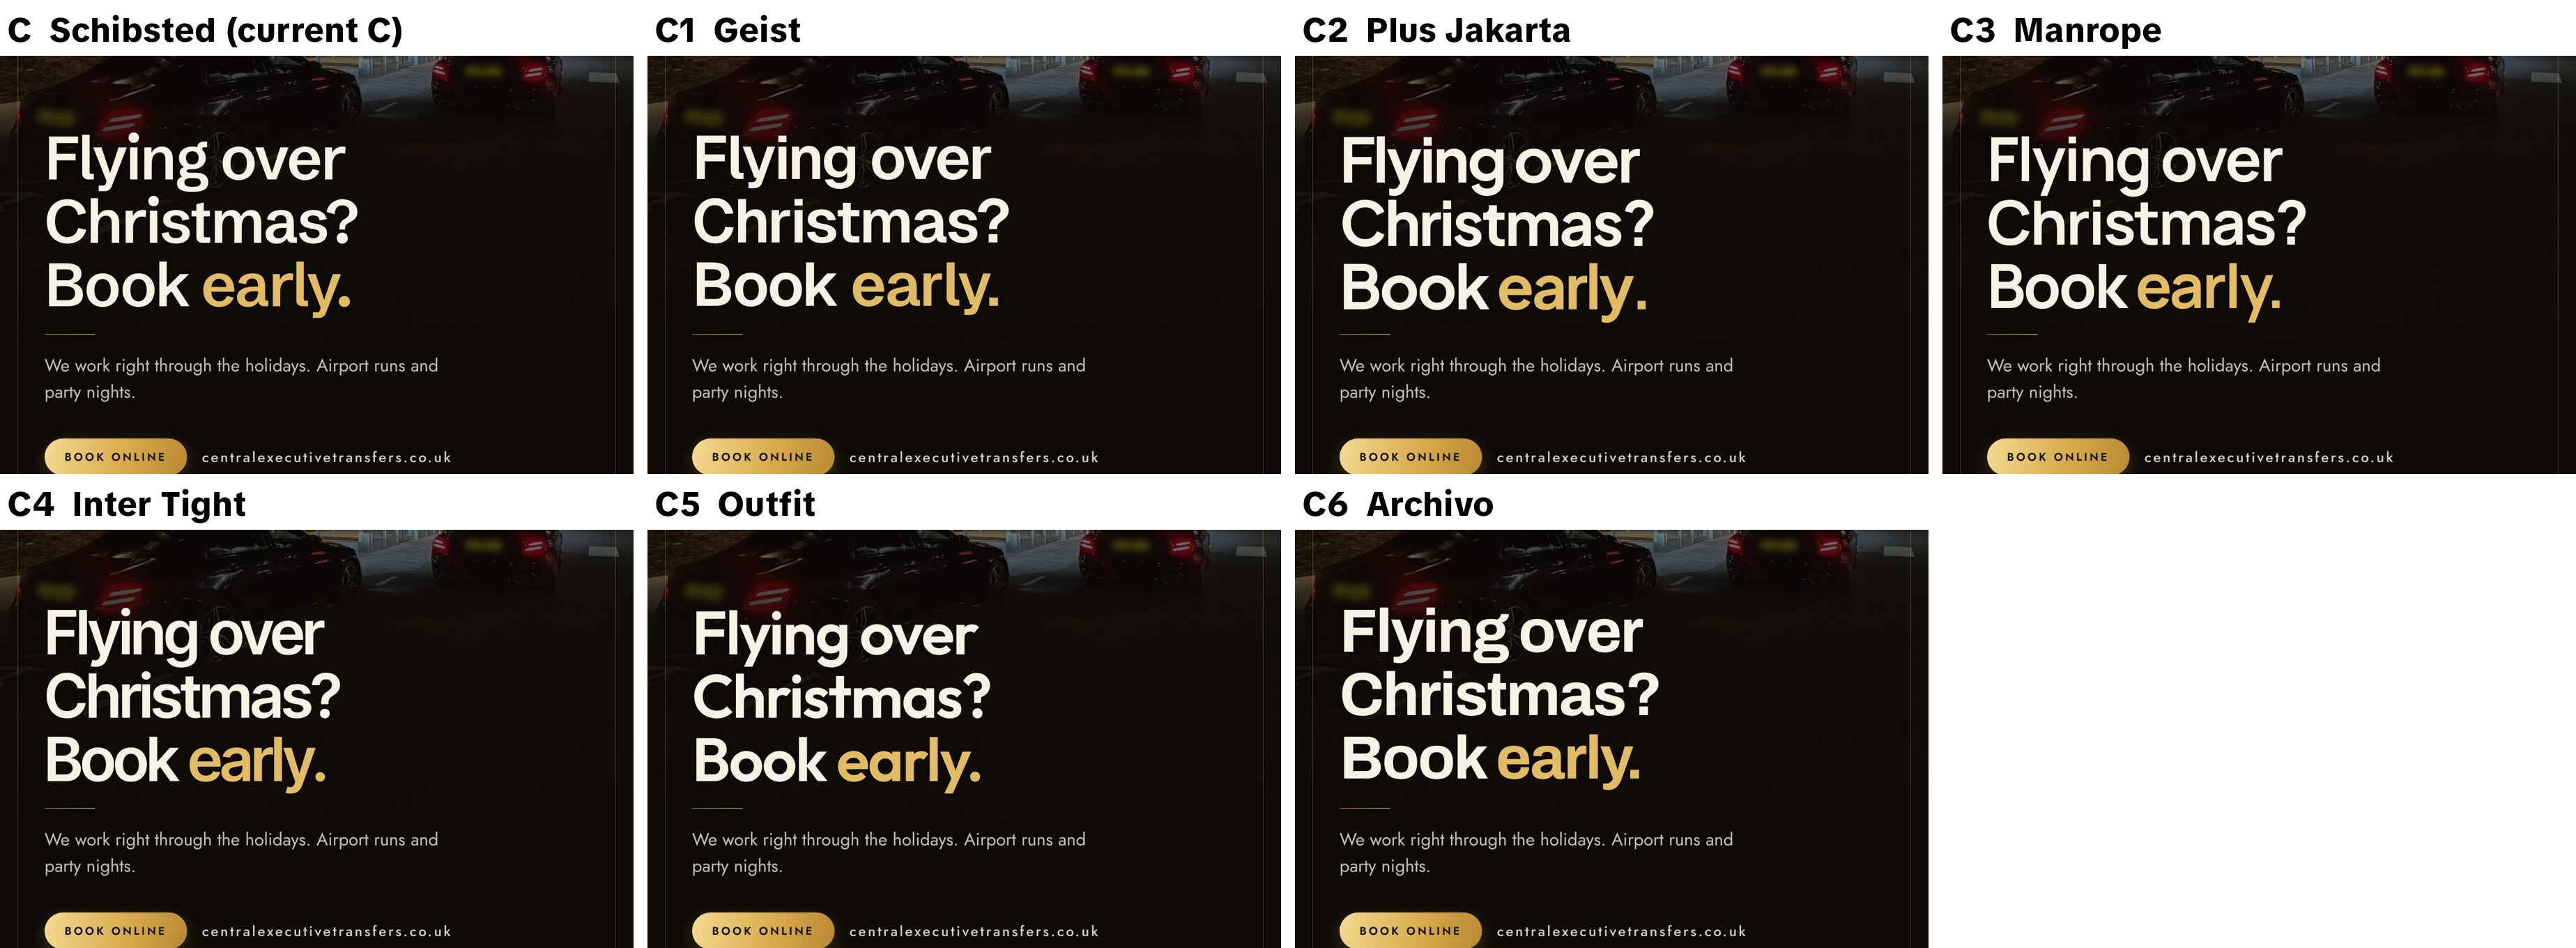 C Schibsted (current C)
Flying over
Christmas?
Book early.
We work right through the holidays. Airport runs and
party nights.
BOOK ONLINE centralexecutivetransfers.co.uk
C1 Geist
Flying over
Christmas?
Book early.
We work right through the holidays. Airport runs and
party nights.
BOOK ONLINE centralexecutivetransfers.co.uk
C2 Plus Jakarta
Flying over
Christmas?
Book early.
We work right through the holidays. Airport runs and
party nights.
BOOK ONLINE centralexecutivetransfers.co.uk
C3 Manrope
Flying over
Christmas?
Book early.
We work right through the holidays. Airport runs and
party nights.
BOOK ONLINE centralexecutivetransfers.co.uk
C4 Inter Tight
Flying over
Christmas?
Book early.
We work right through the holidays. Airport runs and
party nights.
BOOK ONLINE centralexecutivetransfers.co.uk
C5 Outfit
Flying over
Christmas?
Book early.
We work right through the holidays. Airport runs and
party nights.
BOOK ONLINE centralexecutivetransfers.co.uk
C6 Archivo
Flying over
Christmas?
Book early.
We work right through the holidays. Airport runs and
party nights.
BOOK ONLINE centralexecutivetransfers.co.uk